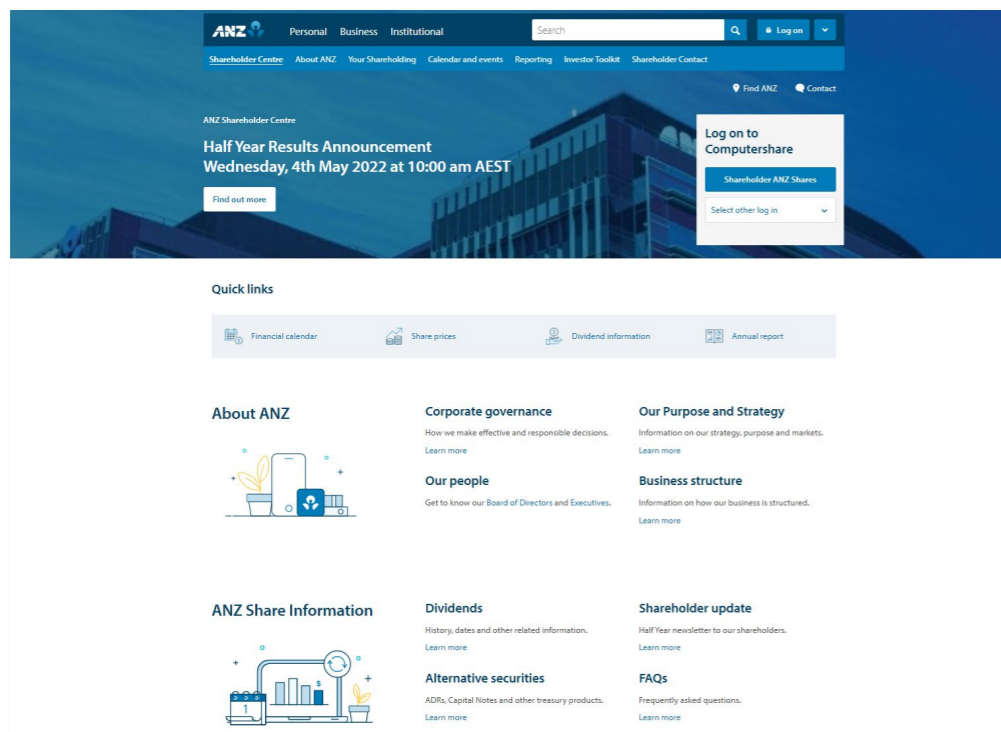 ANZ
Personal Business Institutional
Search
Log on
Shareholder Centre About ANZ Your Shareholding Calendar and events Reporting Investor Toolkit Shareholder Contact
Find ANZ Contact
ANZ Shareholder Centre
Half Year Results Announcement
Wednesday, 4th May 2022 at 10:00 am AEST
Find out more
Log on to
Computershare
Shareholder ANZ Shares
Select other log in
Quick links
Financial calendar Share prices Dividend information Annual report
About ANZ
Corporate governance
How we make effective and responsible decisions.
Learn more
Our Purpose and Strategy
Information on our strategy, purpose and markets.
Learn more
Our people
Get to know our Board of Directors and Executives.
Business structure
Information on how our business is structured.
Learn more
ANZ Share Information
$
1
Dividends
History, dates and other related information.
Learn more
Shareholder update
Half Year newsletter to our shareholders.
Learn more
Alternative securities
ADRs, Capital Notes and other treasury products.
Learn more
FAQs
Frequently asked questions.
Learn more